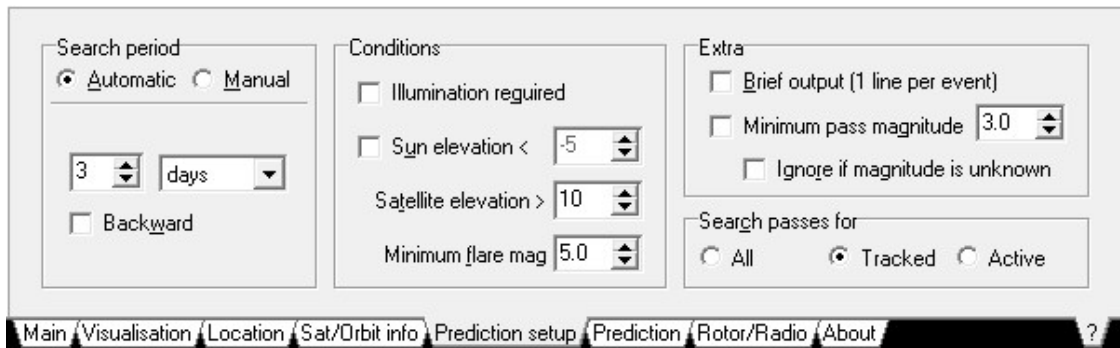 Search period
Automatic Manual
3 days
Backward
Conditions
Illumination reguired
Sun elevation < -5
Satellite elevation > 10
Minimum flare mag 5.0
Extra
Brief output (1 line per event)
Minimum pass magnitude 3.0
Ignore if magnitude is unknown
Search passes for
All Tracked Active
Main Visualisation Location Sat/Orbit info Prediction setup Prediction Rotor/Radio About ?